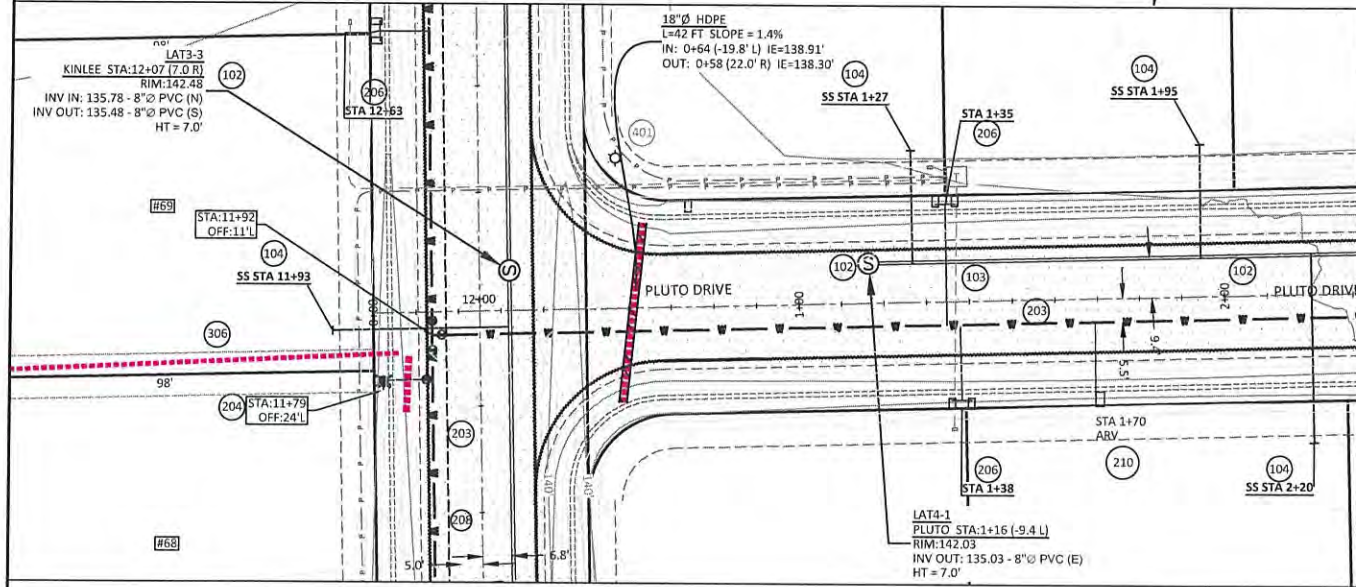 18"Ø HDPE
L=42 FT SLOPE = 1.4%
IN: 0+64 (-19.8' L) IE=138.91'
OUT: 0+58 (22.0' R) IE=138.30'
LAT3-3
KINLEE STA:12+07 (7.0 R)
RIM:142.48
INV IN: 135.78 - 8"Ø PVC (N)
INV OUT: 135.48 - 8"Ø PVC (S)
HT = 7.0'
102
206
STA 12+63
401
104
SS STA 1+27
STA 1+35
206
104
SS STA 1+95
#69
STA:11+92
OFF:11'L
104
SS STA 11+93
S
102
S
103
102
12+00
PLUTO DRIVE
1+00
203
2+00
PLUTO DRIVE
9.4'
5.5'
306
98'
204
STA:11+79
OFF:24'L
203
208
140'
140'
5.0'
6.8'
#68
206
STA 1+38
STA 1+70
ARV
210
104
SS STA 2+20
LAT4-1
PLUTO STA:1+16 (-9.4 L)
RIM:142.03
INV OUT: 135.03 - 8"Ø PVC (E)
HT = 7.0'